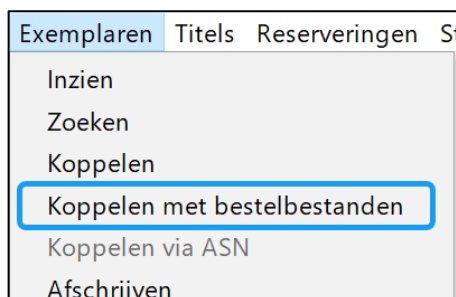 Exemplaren Titels Reserveringen
Inzien
Zoeken
Koppelen
Koppelen met bestelbestanden
Koppelen via ASN
Afschrijven